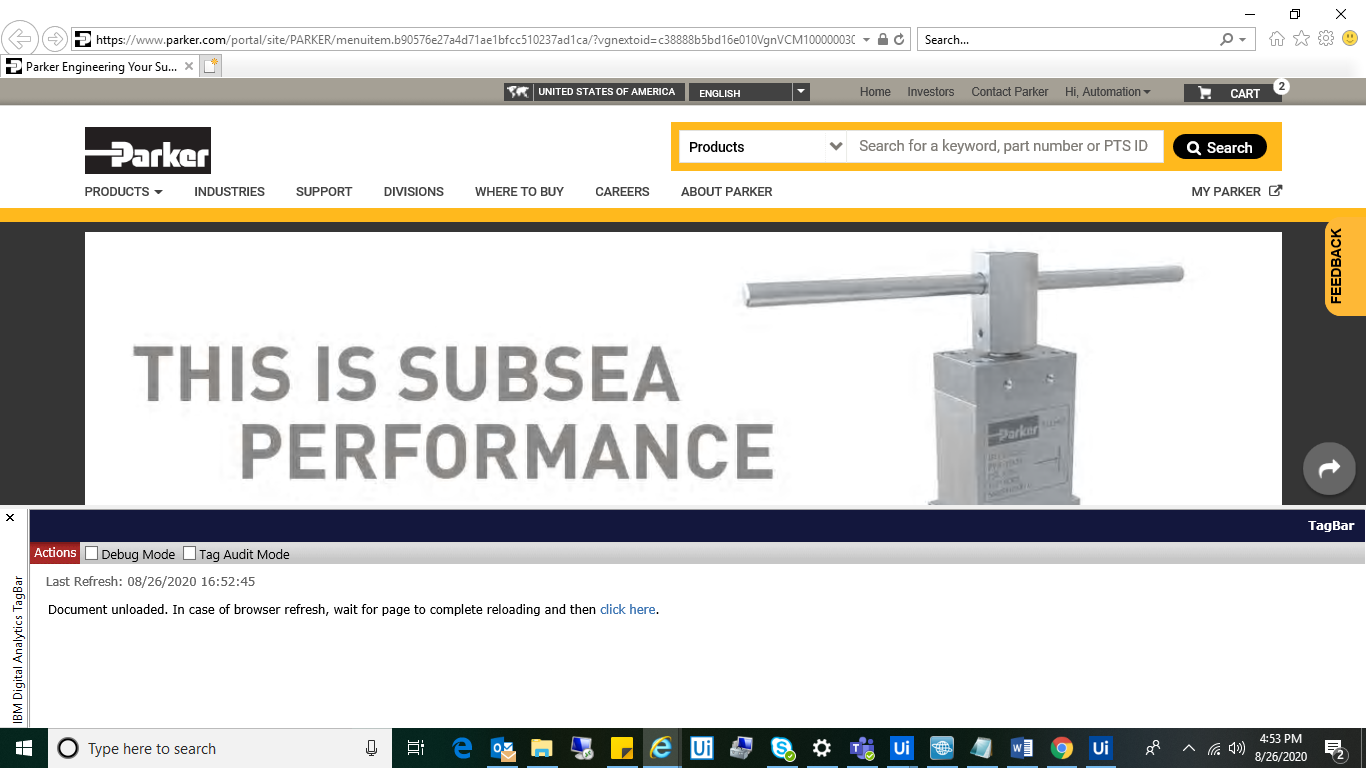 https://www.parker.com/portal/site/PARKER/menuitem.b90576e27a4d71ae1bfcc510237ad1ca/?vgnextoid=c38888b5bd16e010VgnVCM100000030
Search...
Parker Engineering Your Su...
UNITED STATES OF AMERICA
ENGLISH
Home
Investors
Contact Parker
Hi, Automation
CART
2
Parker
Products
Search for a keyword, part number or PTS ID
Search
PRODUCTS
INDUSTRIES
SUPPORT
DIVISIONS
WHERE TO BUY
CAREERS
ABOUT PARKER
MY PARKER
FEEDBACK
THIS IS SUBSEA
PERFORMANCE
Parker
TagBar
Actions
Debug Mode
Tag Audit Mode
Last Refresh: 08/26/2020 16:52:45
Document unloaded. In case of browser refresh, wait for page to complete reloading and then click here.
IBM Digital Analytics TagBar
Type here to search
Ui
Ui
Ui
4:53 PM
8/26/2020
2